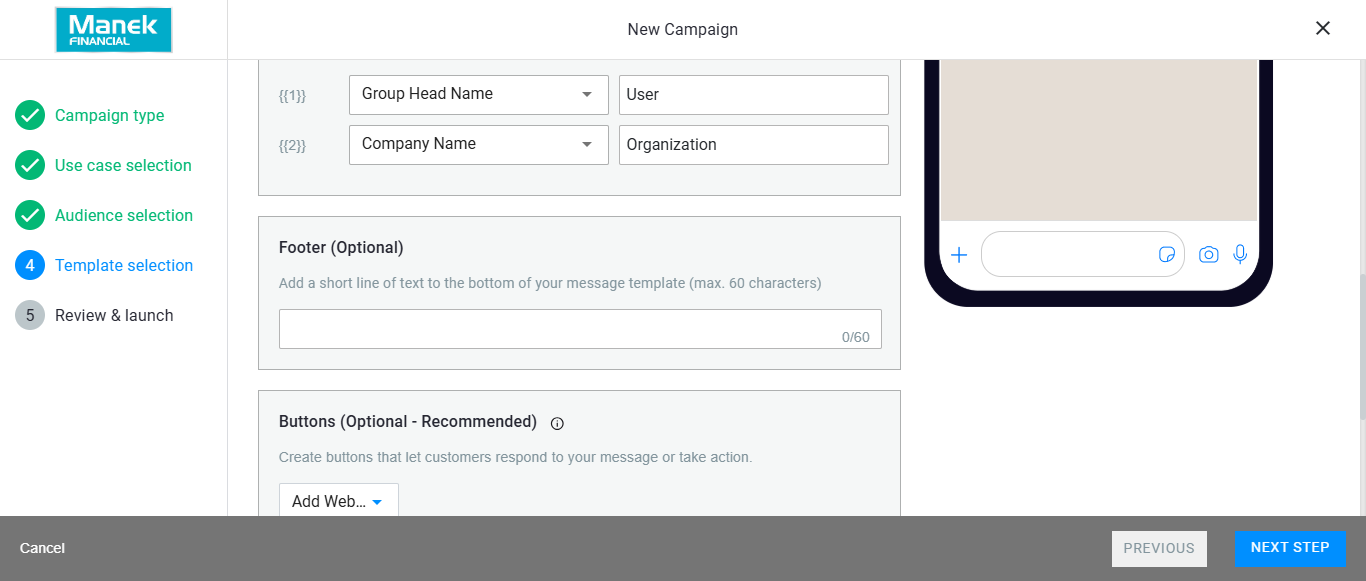 Manek
FINANCIAL
New Campaign
Campaign type
Use case selection
Audience selection
4 Template selection
5 Review & launch
{{1}} Group Head Name User
{{2}} Company Name Organization
Footer (Optional)
Add a short line of text to the bottom of your message template (max. 60 characters)
0/60
Buttons (Optional - Recommended)
Create buttons that let customers respond to your message or take action.
Add Web...
Cancel PREVIOUS NEXT STEP